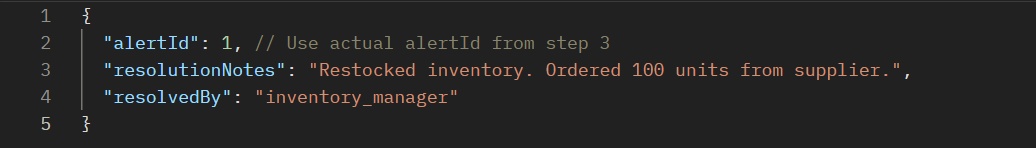 1 {
2 "alertId": 1, // Use actual alertId from step 3
3 "resolutionNotes": "Restocked inventory. Ordered 100 units from supplier.",
4 "resolvedBy": "inventory_manager"
5 }